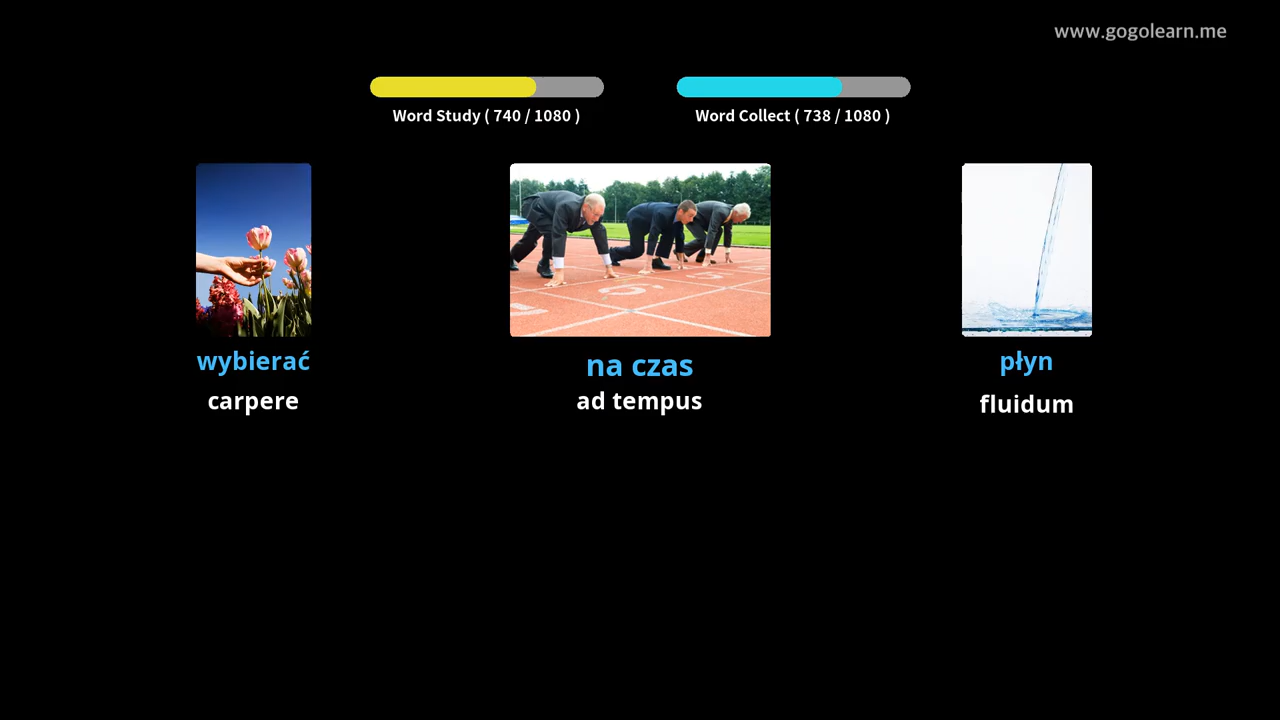 www.gogolearn.me
Word Study ( 740 / 1080 )
Word Collect ( 738 / 1080 )
wybierać
carpere
na czas
ad tempus
płyn
fluidum